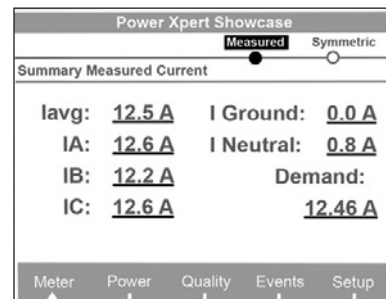 Power Xpert Showcase
Measured Symmetric
Summary Measured Current
Iavg: 12.5 A I Ground: 0.0 A
IA: 12.6 A I Neutral: 0.8 A
IB: 12.2 A Demand:
IC: 12.6 A 12.46 A
Meter Power Quality Events Setup